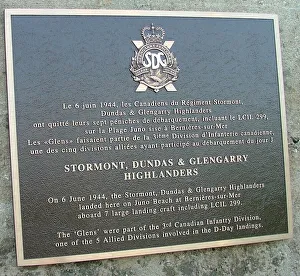 SDG
Le 6 juin 1944, les Canadiens du Régiment Stormont,
Dundas & Glengarry Highlanders
ont quitté leurs sept péniches de débarquement, incluant le LCIL 299,
sur la Plage Juno sise à Bernières-sur-Mer
Les «Glens» faisaient partie de la 3ième Division d'Infanterie canadienne,
une des cinq divisions alliées ayant participé au débarquement du jour J.
STORMONT, DUNDAS & GLENGARRY
HIGHLANDERS
On 6 June 1944, the Stormont, Dundas & Glengarry Highlanders
landed here on Juno Beach at Bernieres-sur-Mer
aboard 7 large landing craft including LCIL 299.
The 'Glens' were part of the 3rd Canadian Infantry Division,
one of the 5 Allied Divisions involved in the D-Day landings.